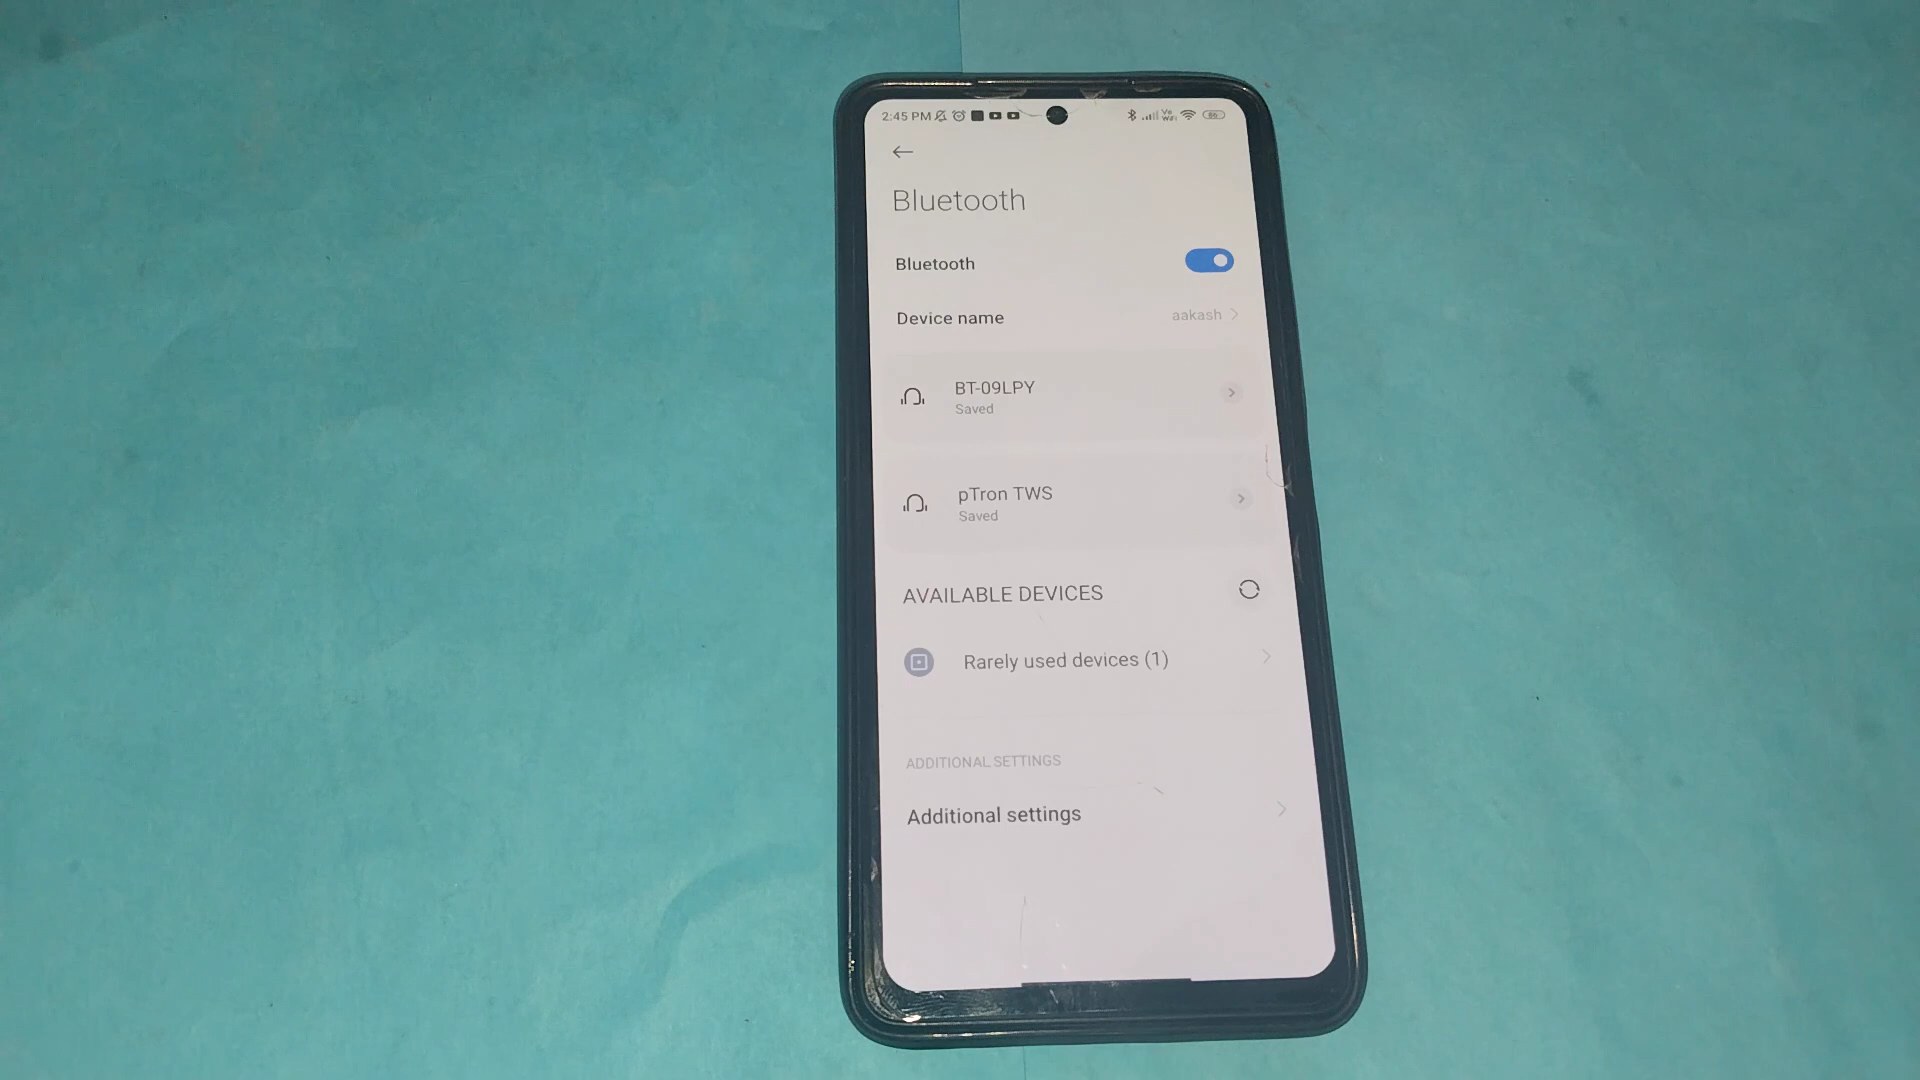 2:45 PM
Bluetooth
Bluetooth
Device name aakash
BT-09LPY
Saved
pTron TWS
Saved
AVAILABLE DEVICES
Rarely used devices (1)
ADDITIONAL SETTINGS
Additional settings